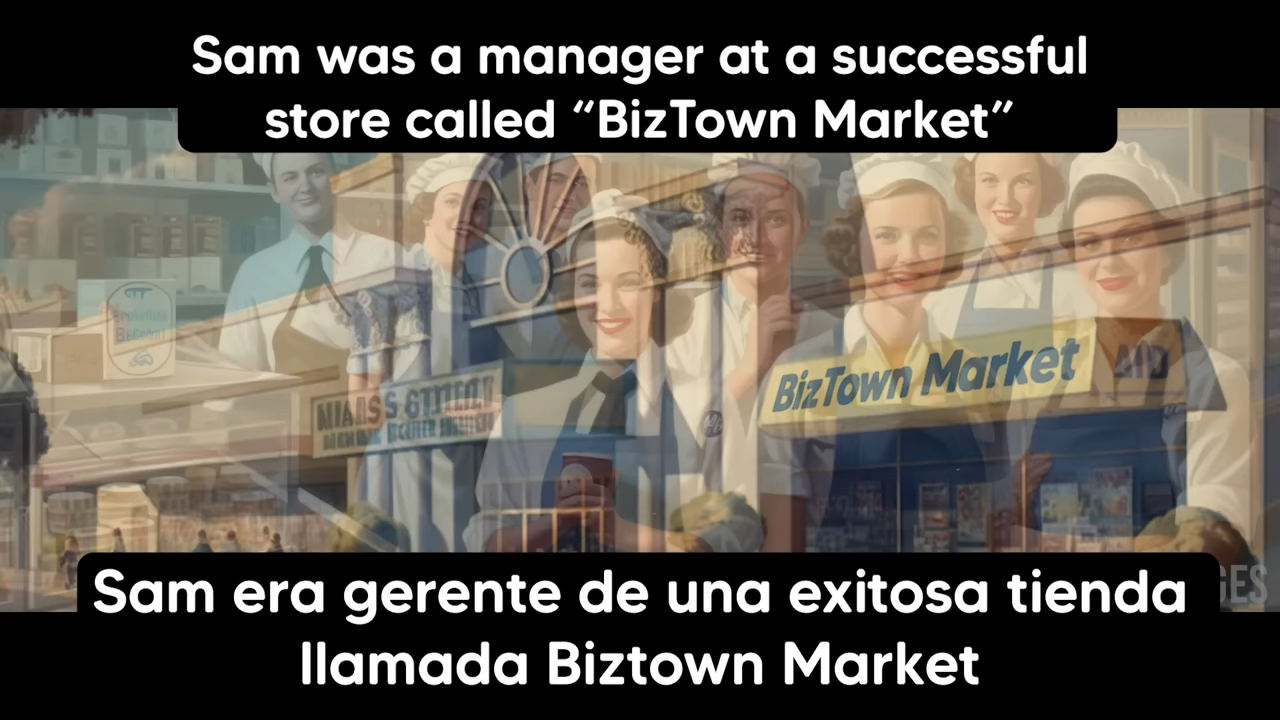 Sam was a manager at a successful
store called “BizTown Market”
BizTown Market
Sam era gerente de una exitosa tienda
llamada Biztown Market